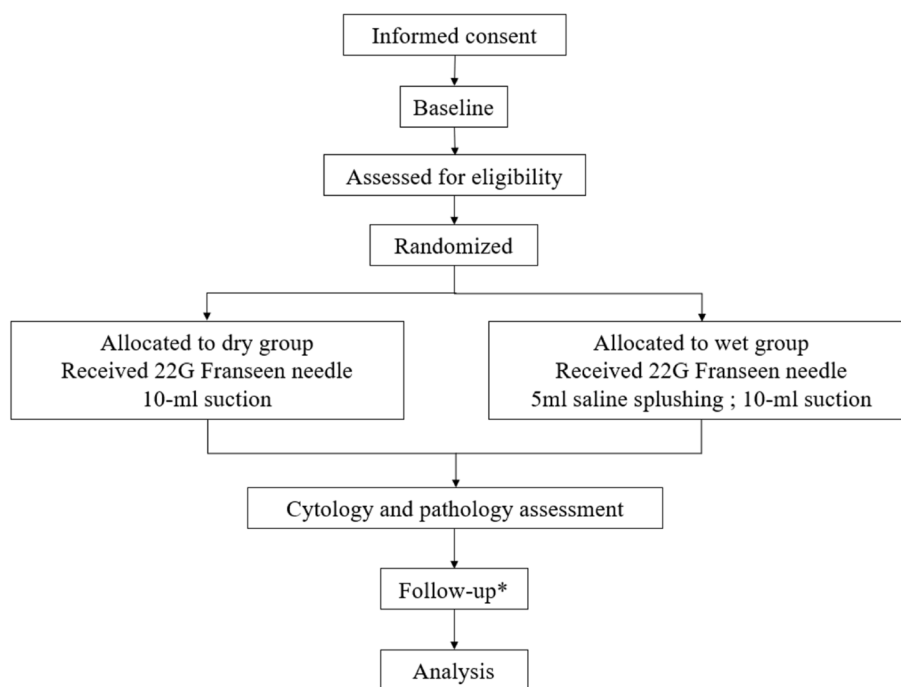 Informed consent
Baseline
Assessed for eligibility
Randomized
Allocated to dry group
Received 22G Franseen needle
10-ml suction
Allocated to wet group
Received 22G Franseen needle
5ml saline splushing ; 10-ml suction
Cytology and pathology assessment
Follow-up*
Analysis